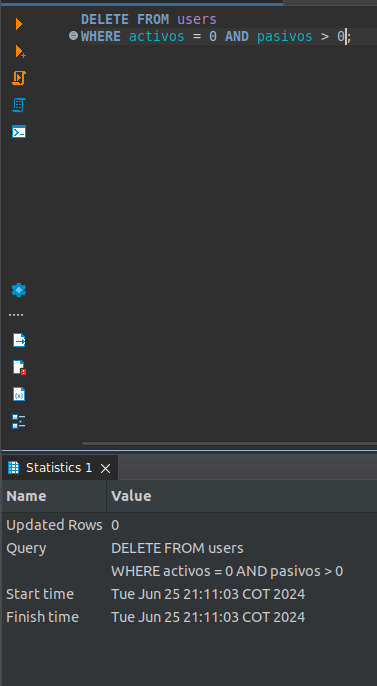 DELETE FROM users
WHERE activos = 0 AND pasivos > 0;
Statistics 1
Name Value
Updated Rows 0
Query DELETE FROM users
WHERE activos = 0 AND pasivos > 0
Start time Tue Jun 25 21:11:03 COT 2024
Finish time Tue Jun 25 21:11:03 COT 2024